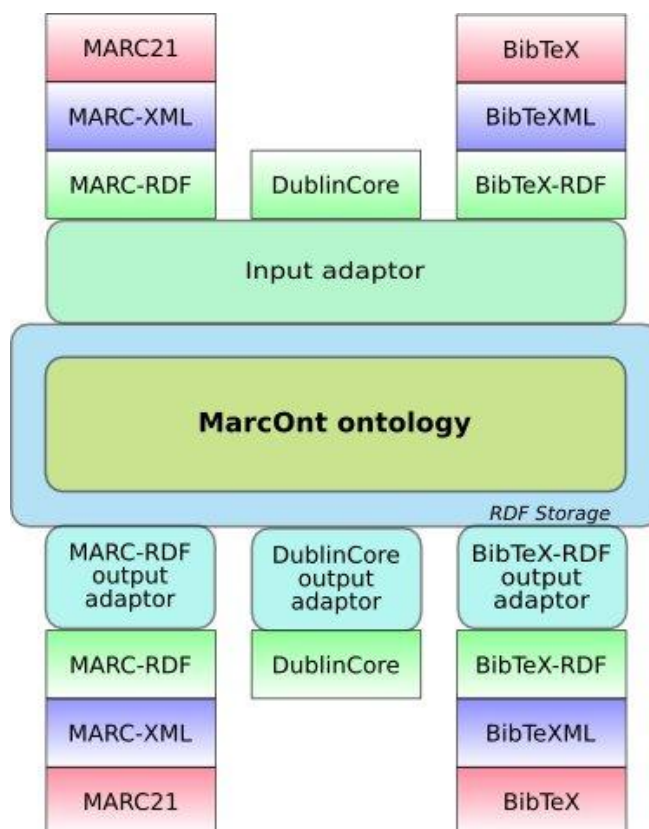 MARC21
BibTeX
MARC-XML
BibTeXML
MARC-RDF
DublinCore
BibTeX-RDF
Input adaptor
MarcOnt ontology
RDF Storage
MARC-RDF
output
adaptor
DublinCore
output
adaptor
BibTeX-RDF
output
adaptor
MARC-RDF
DublinCore
BibTeX-RDF
MARC-XML
BibTeXML
MARC21
BibTeX